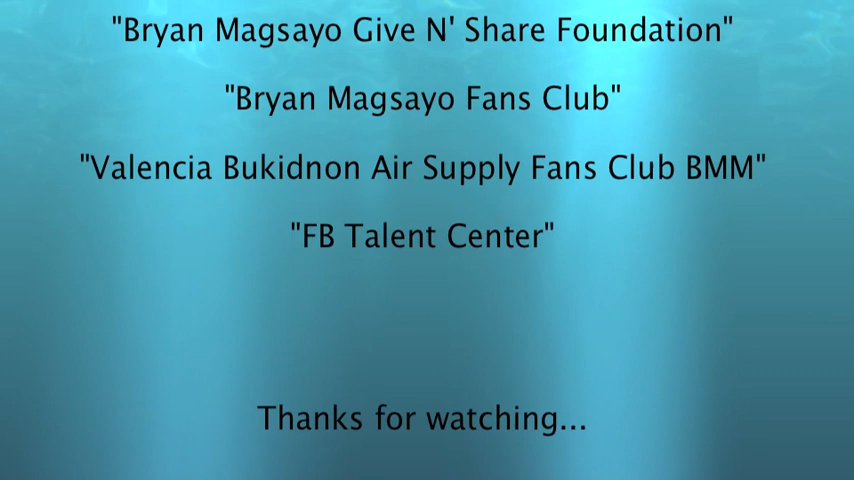 "Bryan Magsayo Give N' Share Foundation"
"Bryan Magsayo Fans Club"
"Valencia Bukidnon Air Supply Fans Club BMM"
"FB Talent Center"
Thanks for watching...